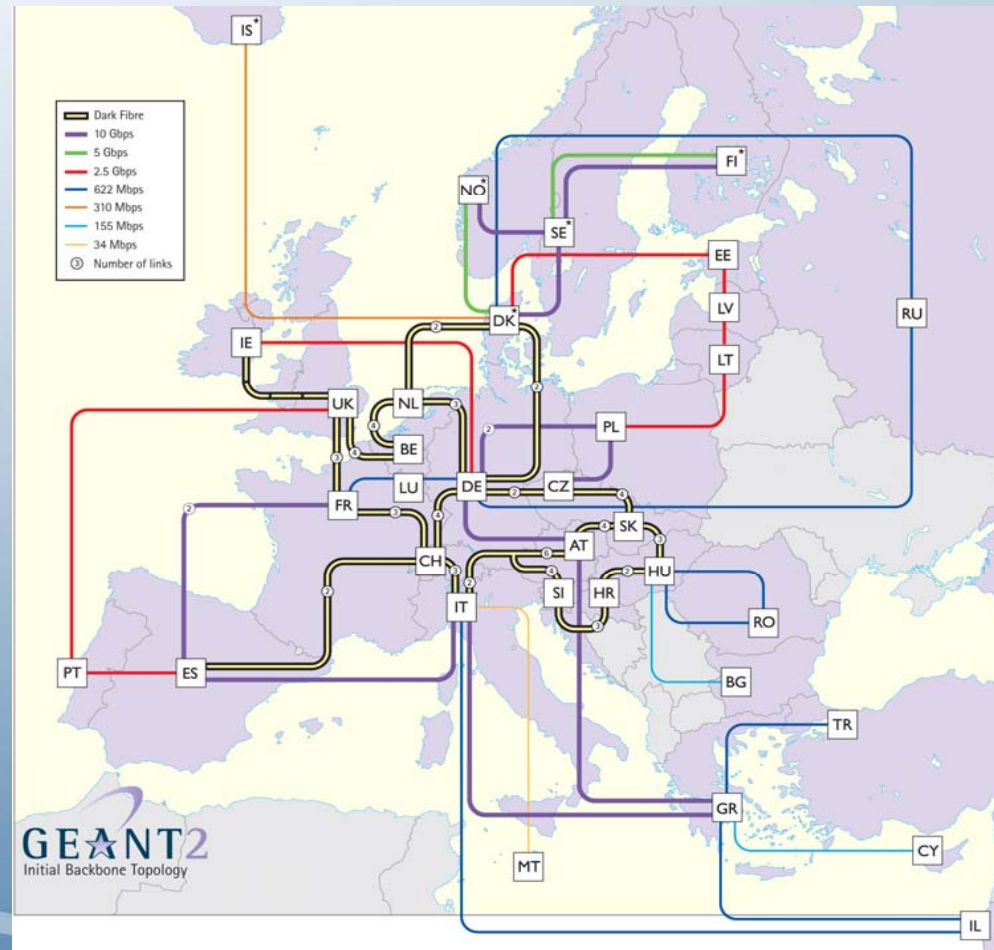 IS*
Dark Fibre
10 Gbps
5 Gbps
2.5 Gbps
622 Mbps
310 Mbps
155 Mbps
34 Mbps
3 Number of links
FI*
NO*
SE*
EE
LV
RU
DK*
2
IE
LT
2
UK
NL
3
PL
2
4
BE
4
3
LU
DE
2
CZ
4
2
FR
3
4
SK
4
3
AT
6
CH
3
2
4
HU
2
2
IT
SI
HR
3
RO
PT
ES
BG
TR
GR
CY
MT
IL
GEANT2
Initial Backbone Topology